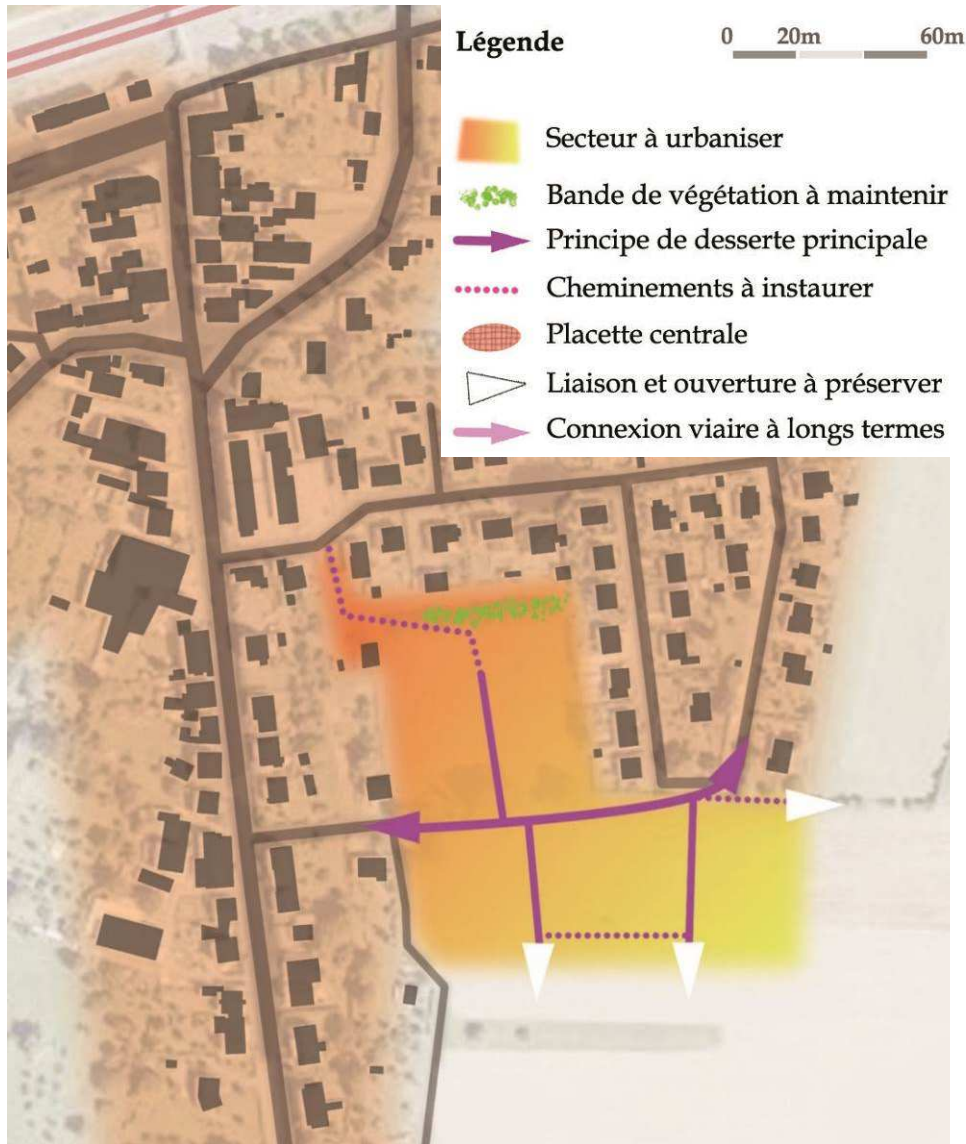 Légende
0 20m 60m
Secteur à urbaniser
Bande de végétation à maintenir
Principe de desserte principale
Cheminements à instaurer
Placette centrale
Liaison et ouverture à préserver
Connexion viaire à longs termes